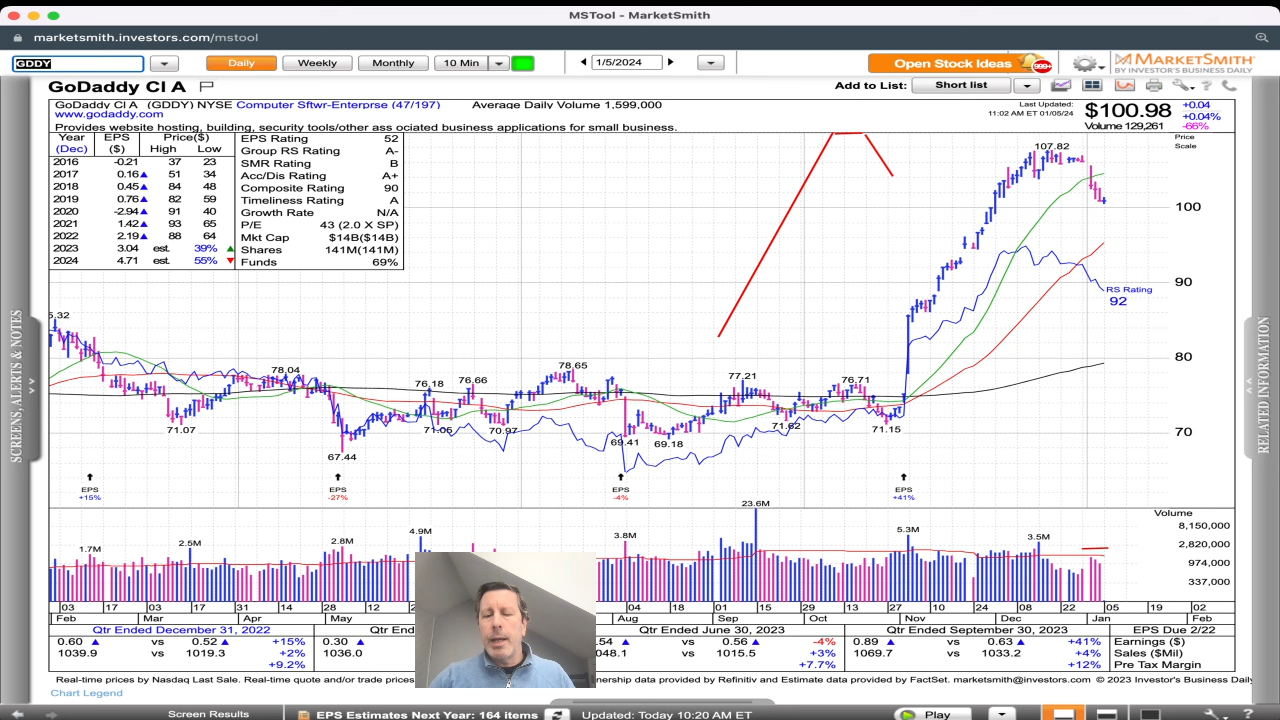 MSTool - MarketSmith
marketsmith.investors.com/mstool
GDDY Daily Weekly Monthly 10 Min 1/5/2024 Open Stock Ideas 999+ MarketSmith
BY INVESTOR'S BUSINESS DAILY
GoDaddy Cl A Add to List: Short list
GoDaddy Cl A (GDDY) NYSE Computer Sftwr-Enterprse (47/197) Average Daily Volume 1,599,000
www.godaddy.com
Provides website hosting, building, security tools/other ass ociated business applications for small business.
Last Updated:
11:02 AM ET 01/05/24
$100.98 +0.04
+0.04%
Volume 129,261 -66%
Year EPS Price($)
(Dec) ($) High Low
2016 -0.21 37 23
2017 0.16 51 34
2018 0.45 84 48
2019 0.76 82 59
2020 -2.94 91 40
2021 1.42 93 65
2022 2.19 88 64
2023 3.04 est. 39%
2024 4.71 est. 55%
EPS Rating 52
Group RS Rating A-
SMR Rating B
Acc/Dis Rating A+
Composite Rating 90
Timeliness Rating A
Growth Rate N/A
P/E 43 (2.0 X SP)
Mkt Cap $14B($14B)
Shares 141M(141M)
Funds 69%
Price
Scale
107.82
100
90
RS Rating
92
80
70
5.32
71.07
78.04
67.44
76.18
71.05
76.66
70.97
78.65
69.41
69.18
77.21
71.62
76.71
71.15
EPS
+15%
EPS
-27%
EPS
-4%
EPS
+41%
Volume
8,150,000
2,820,000
974,000
337,000
1.7M
2.5M
2.8M
4.9M
3.8M
23.6M
5.3M
3.5M
03 17 03 17 31 14 28 12 04 18 01 15 29 13 27 10 24 08 22 05 19 02
Feb Mar Apr May Aug Sep Oct Nov Dec Jan Feb
Qtr Ended December 31, 2022 Qtr En Qtr Ended June 30, 2023 Qtr Ended September 30, 2023 EPS Due 2/22
0.60 vs 0.52 +15% 0.30 .54 vs 0.56 -4% 0.89 vs 0.63 +41% Earnings ($)
1039.9 vs 1019.3 +2% 1036.0 048.1 vs 1015.5 +3% 1069.7 vs 1033.2 +4% Sales ($Mil)
+9.2% +7.7% +12% Pre Tax Margin
Real-time prices by Nasdaq Last Sale. Real-time quote and/or trade prices nership data provided by Refinitiv and Estimate data provided by FactSet. marketsmith@investors.com © 2023 Investor's Business Daily
Chart Legend
SCREENS, ALERTS & NOTES
RELATED INFORMATION
Screen Results EPS Estimates Next Year: 164 items Updated: Today 10:20 AM ET Play